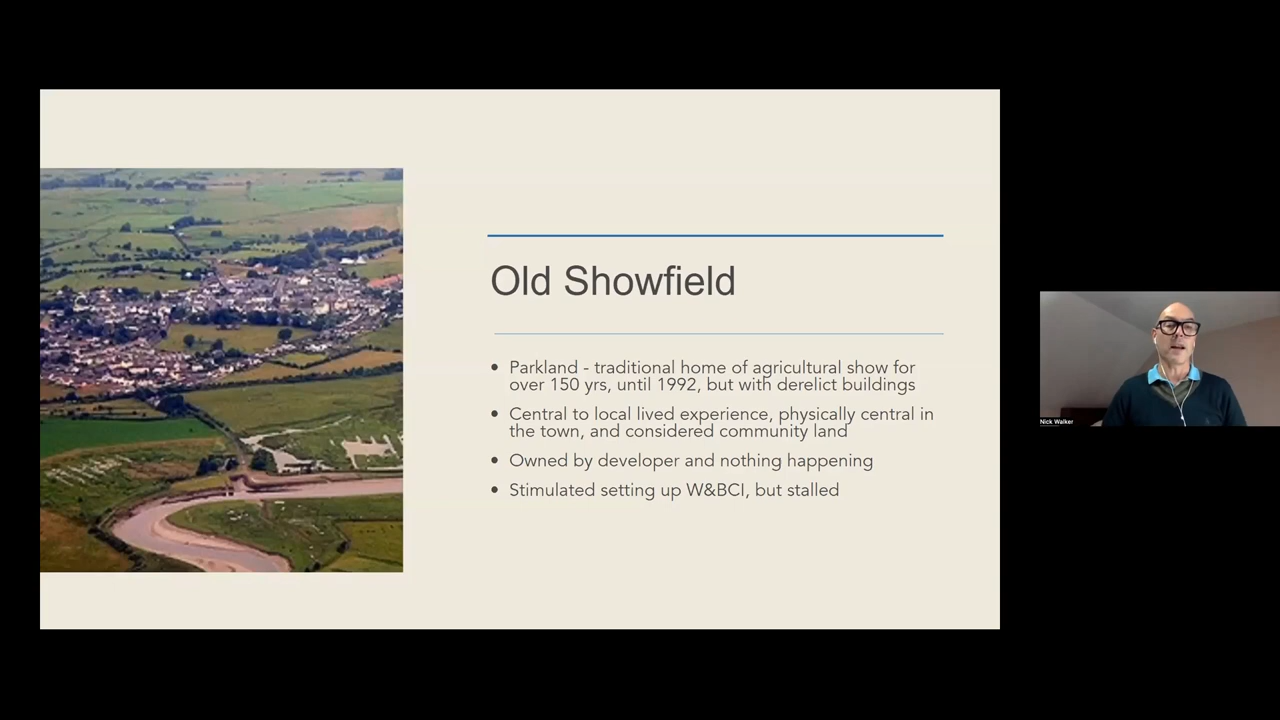 Old Showfield
• Parkland - traditional home of agricultural show for
over 150 yrs, until 1992, but with derelict buildings
• Central to local lived experience, physically central in
the town, and considered community land
• Owned by developer and nothing happening
• Stimulated setting up W&BCI, but stalled
Nick Walker